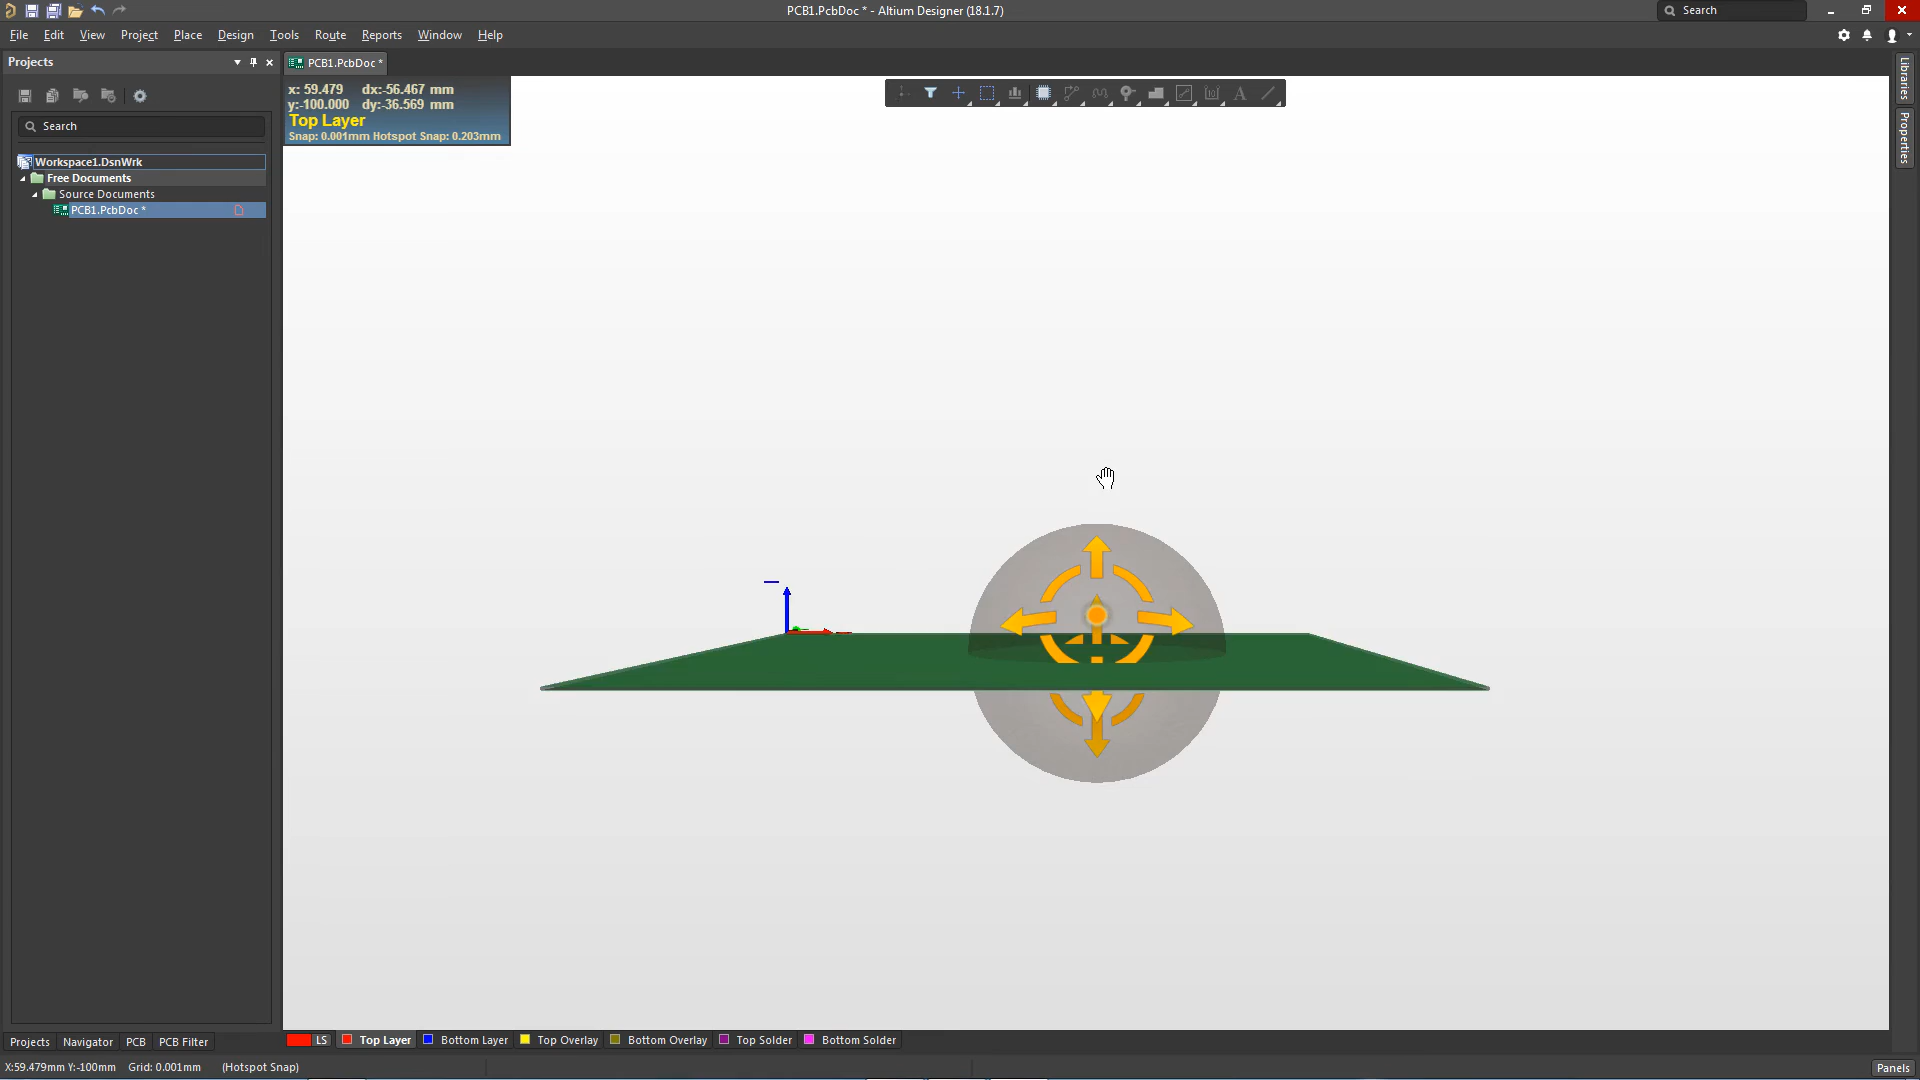 PCB1.PcbDoc * - Altium Designer (18.1.7)
Search
File Edit View Project Place Design Tools Route Reports Window Help
Projects
PCB1.PcbDoc *
x: 59.479 dx:-56.467 mm
y:-100.000 dy:-36.569 mm
Top Layer
Snap: 0.001mm Hotspot Snap: 0.203mm
Search
Workspace1.DsnWrk
Free Documents
Source Documents
PCB1.PcbDoc *
Libraries
Properties
Projects Navigator PCB PCB Filter
LS Top Layer Bottom Layer Top Overlay Bottom Overlay Top Solder Bottom Solder
X:59.479mm Y:-100mm Grid: 0.001mm (Hotspot Snap)
Panels